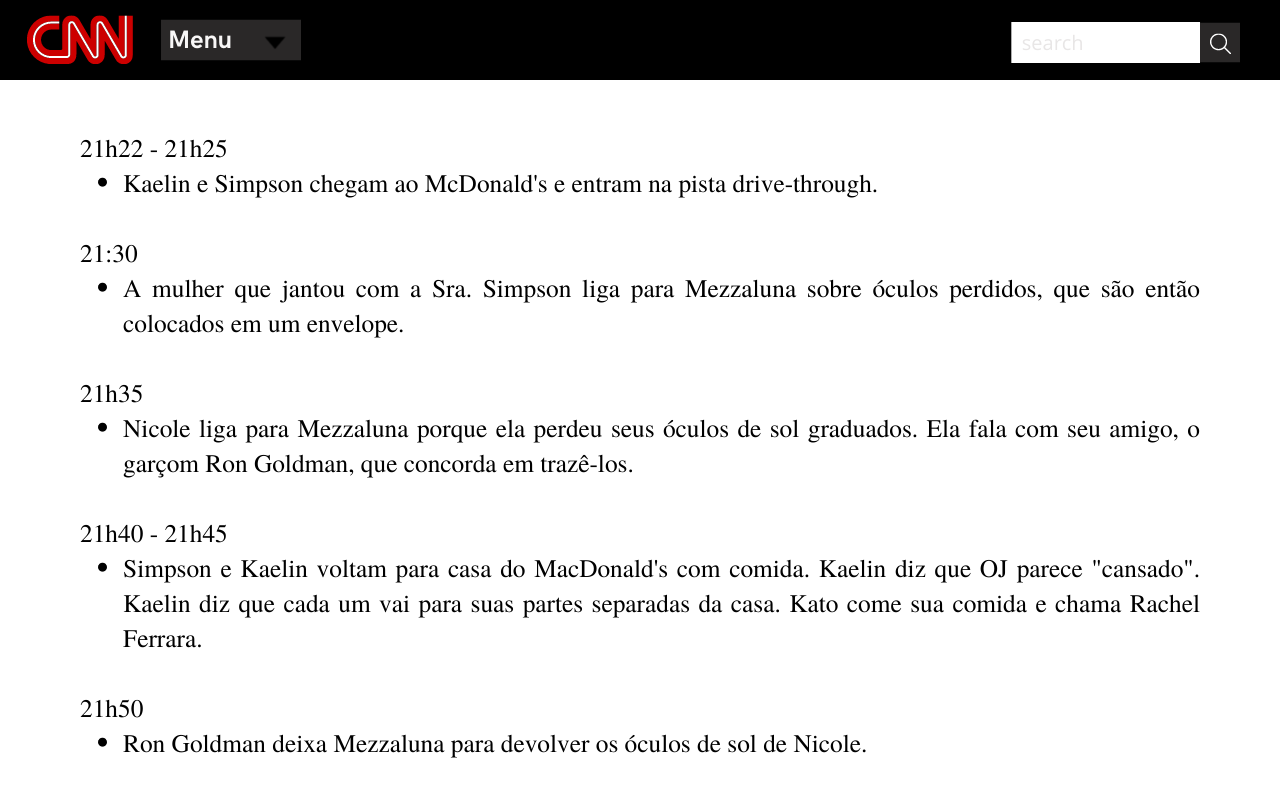 CNN
Menu
search
21h22 - 21h25
• Kaelin e Simpson chegam ao McDonald's e entram na pista drive-through.
21:30
• A mulher que jantou com a Sra. Simpson liga para Mezzaluna sobre óculos perdidos, que são então
colocados em um envelope.
21h35
• Nicole liga para Mezzaluna porque ela perdeu seus óculos de sol graduados. Ela fala com seu amigo, o
garçom Ron Goldman, que concorda em trazê-los.
21h40 - 21h45
• Simpson e Kaelin voltam para casa do MacDonald's com comida. Kaelin diz que OJ parece "cansado".
Kaelin diz que cada um vai para suas partes separadas da casa. Kato come sua comida e chama Rachel
Ferrara.
21h50
• Ron Goldman deixa Mezzaluna para devolver os óculos de sol de Nicole.